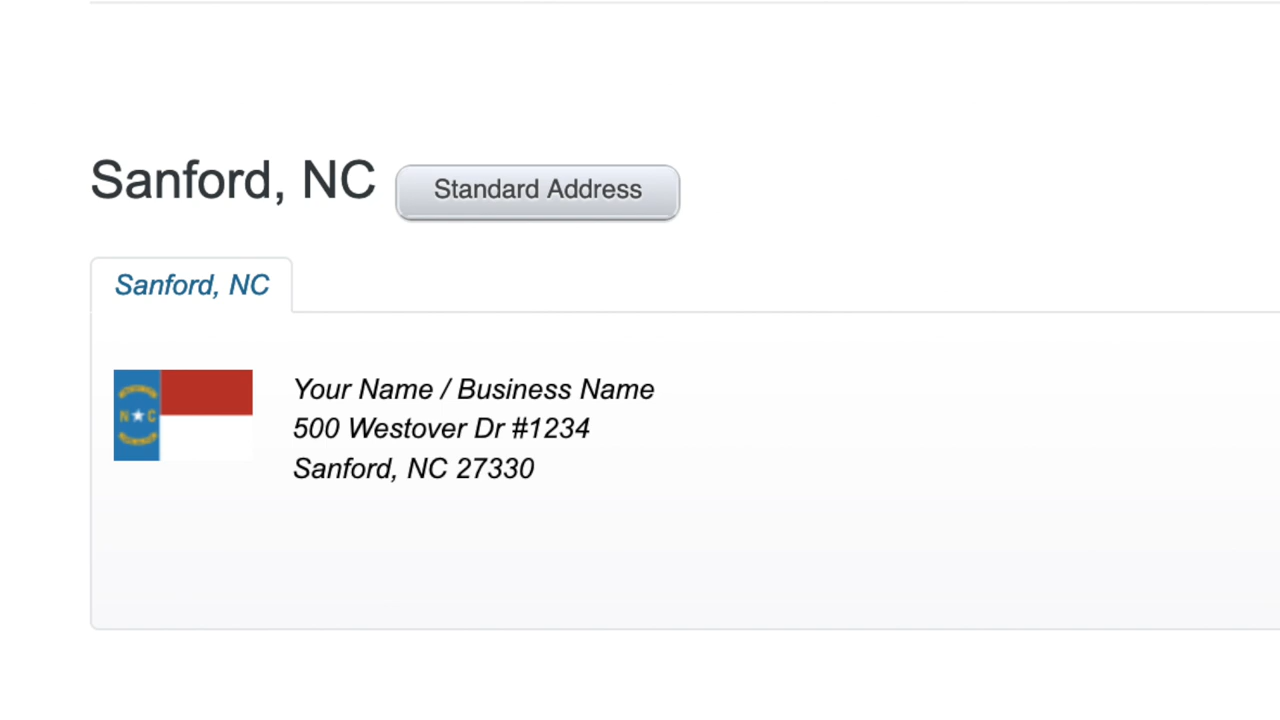 Sanford, NC
Standard Address
Sanford, NC
N C
Your Name / Business Name
500 Westover Dr #1234
Sanford, NC 27330